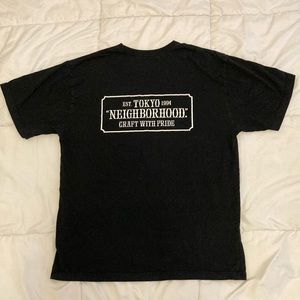 EST. TOKYO 1994
"NEIGHBORHOOD."
CRAFT WITH PRIDE